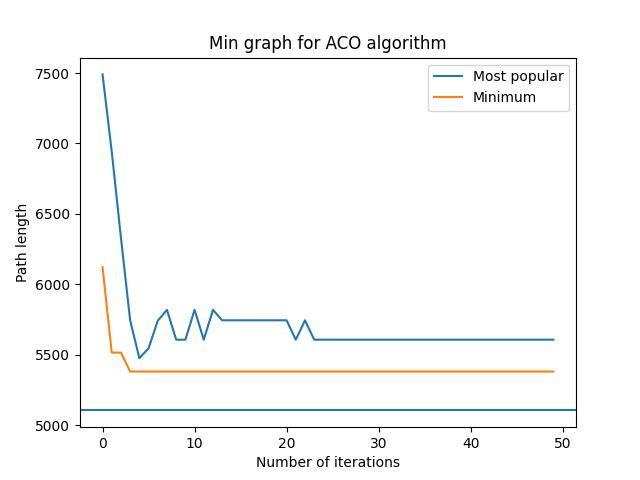 Min graph for ACO algorithm
Most popular
Minimum
7500
7000
6500
6000
5500
5000
Path length
0 10 20 30 40 50
Number of iterations